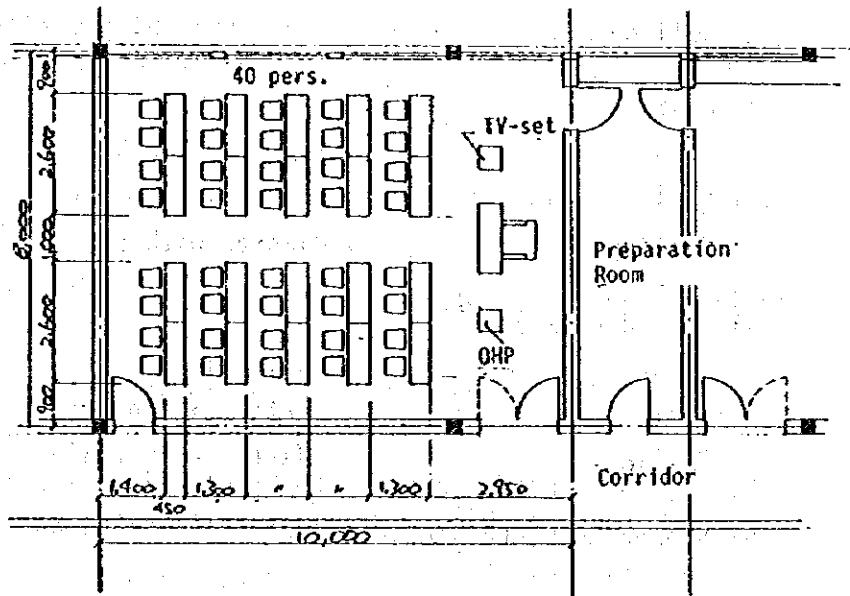 40 pers.
TV-set
Preparation
Room
OHP
Corridor
900
2,600
1,000
2,600
900
8,000
1,400
450
1,300
"
"
1,300
2,950
10,000